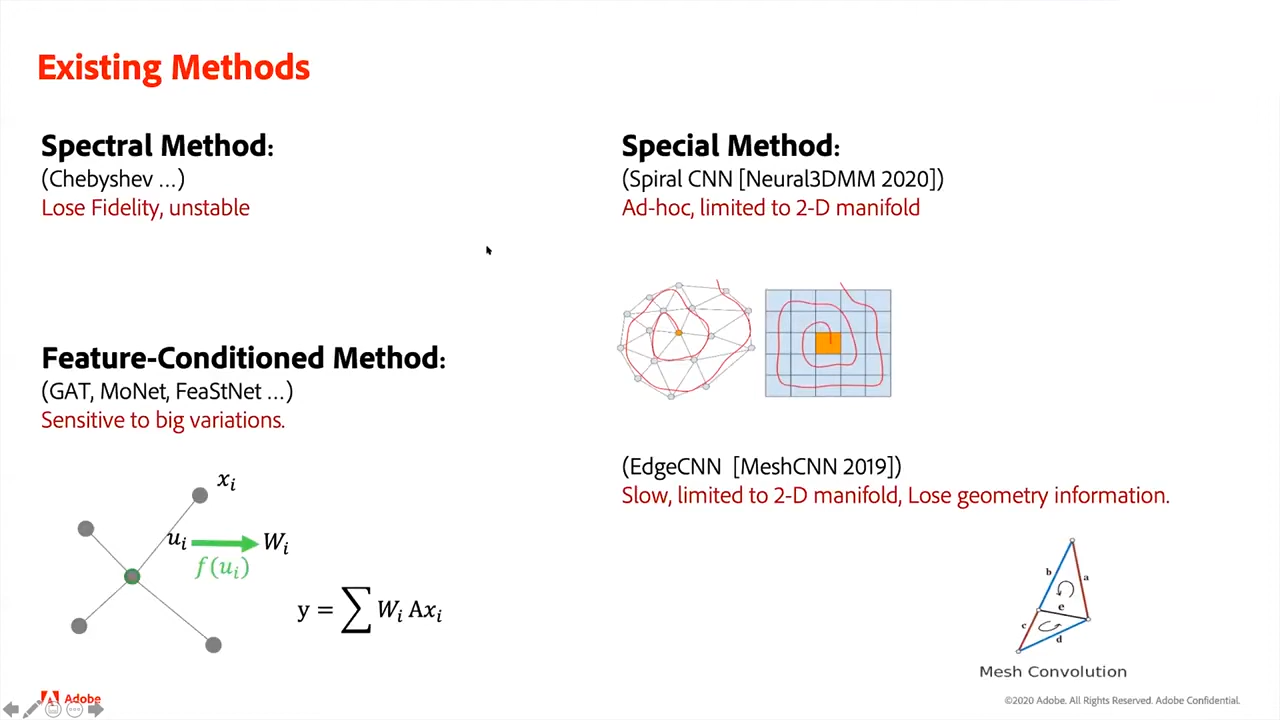 Existing Methods
Spectral Method:
(Chebyshev ...)
Lose Fidelity, unstable
Feature-Conditioned Method:
(GAT, MoNet, FeaStNet ...)
Sensitive to big variations.
x_i
u_i W_i
f(u_i)
y = ∑ W_i Ax_i
Special Method:
(Spiral CNN [Neural3DMM 2020])
Ad-hoc, limited to 2-D manifold
(EdgeCNN [MeshCNN 2019])
Slow, limited to 2-D manifold, Lose geometry information.
b a
e
c
d
Mesh Convolution
Adobe
©2020 Adobe. All Rights Reserved. Adobe Confidential.